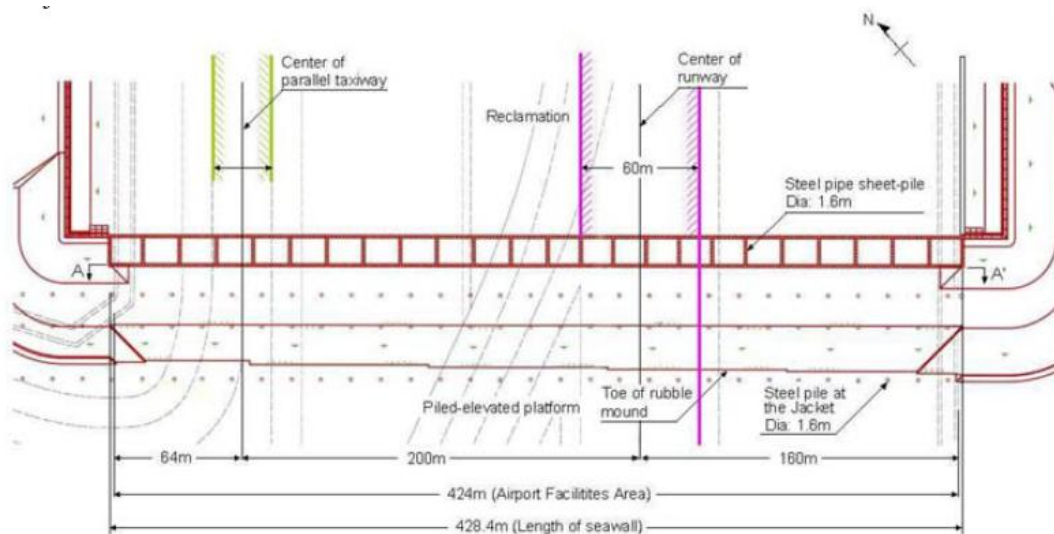 N
Center of
parallel taxiway
Center of
runway
Reclamation
60m
Steel pipe sheet-pile
Dia: 1.6m
A
A'
Piled-elevated platform
Toe of rubble
mound
Steel pile at
the Jacket
Dia: 1.6m
64m
200m
160m
424m (Airport Facilitites Area)
428.4m (Length of seawall)